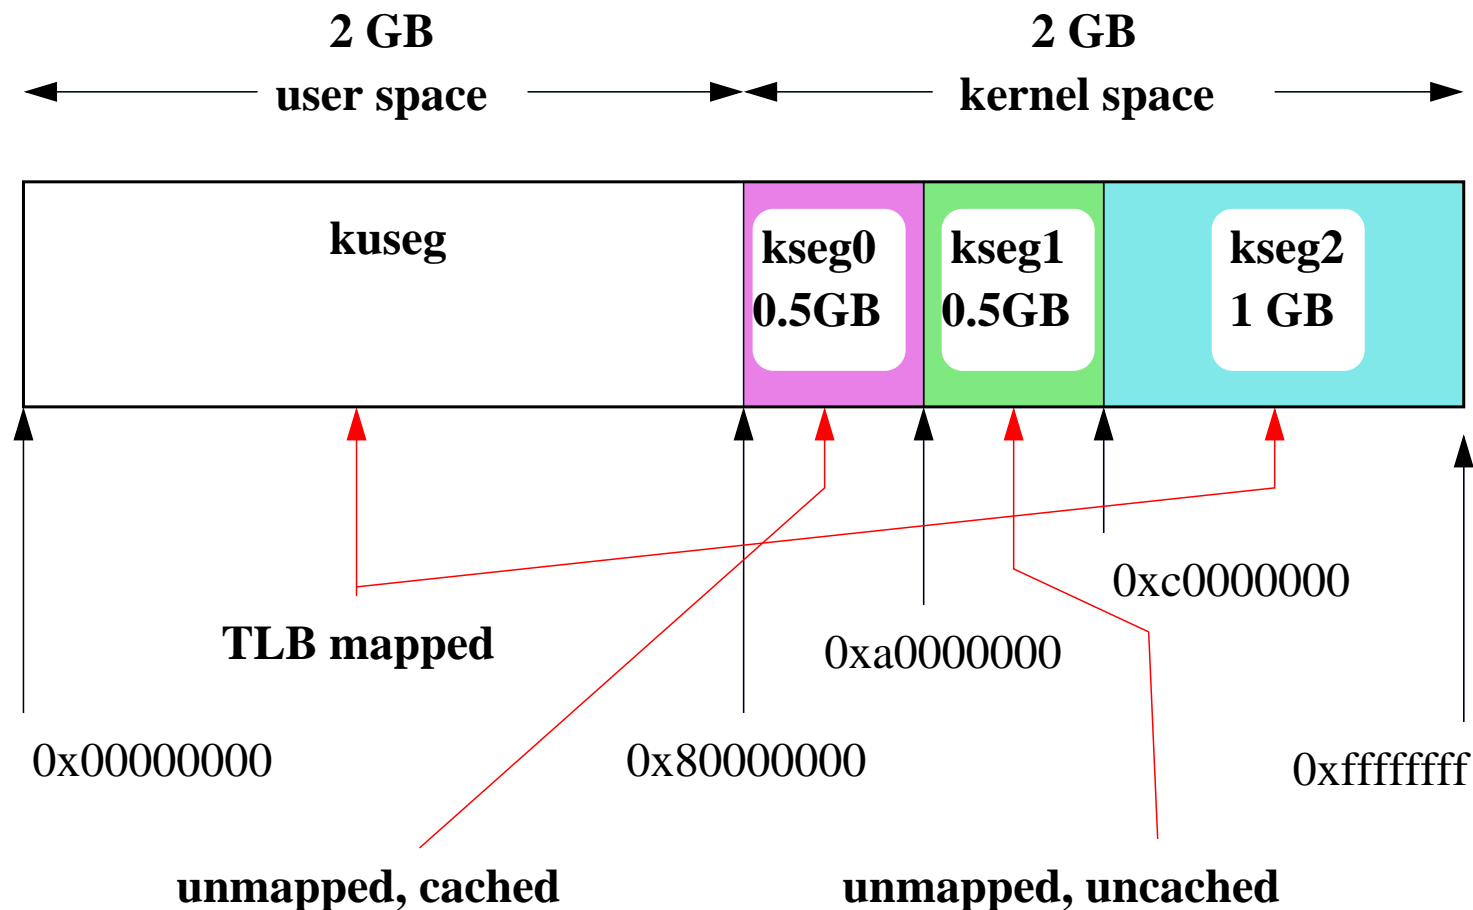 2 GB
2 GB
user space
kernel space
kuseg
kseg0
0.5GB
kseg1
0.5GB
kseg2
1 GB
0xc0000000
TLB mapped
0xa0000000
0x00000000
0x80000000
0xffffffff
unmapped, cached
unmapped, uncached